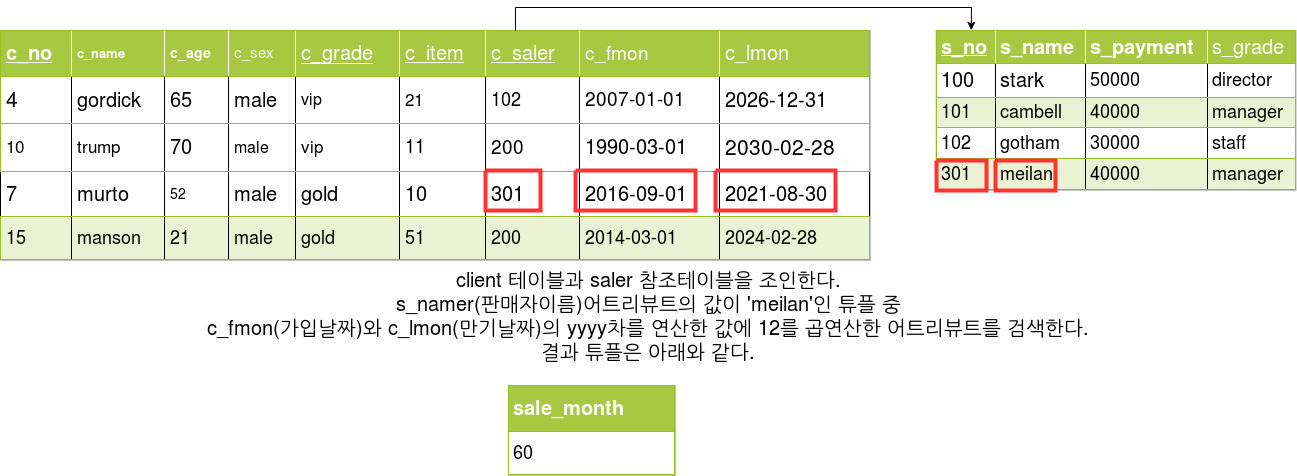 c_no c_name c_age c_sex c_grade c_item c_saler c_fmon c_lmon
4 gordick 65 male vip 21 102 2007-01-01 2026-12-31
10 trump 70 male vip 11 200 1990-03-01 2030-02-28
7 murto 52 male gold 10 301 2016-09-01 2021-08-30
15 manson 21 male gold 51 200 2014-03-01 2024-02-28
s_no s_name s_payment s_grade
100 stark 50000 director
101 cambell 40000 manager
102 gotham 30000 staff
301 meilan 40000 manager
client 테이블과 saler 참조테이블을 조인한다.
s_namer(판매자이름)어트리뷰트의 값이 'meilan'인 튜플 중
c_fmon(가입날짜)와 c_lmon(만기날짜)의 yyyy차를 연산한 값에 12를 곱연산한 어트리뷰트를 검색한다.
결과 튜플은 아래와 같다.
sale_month
60